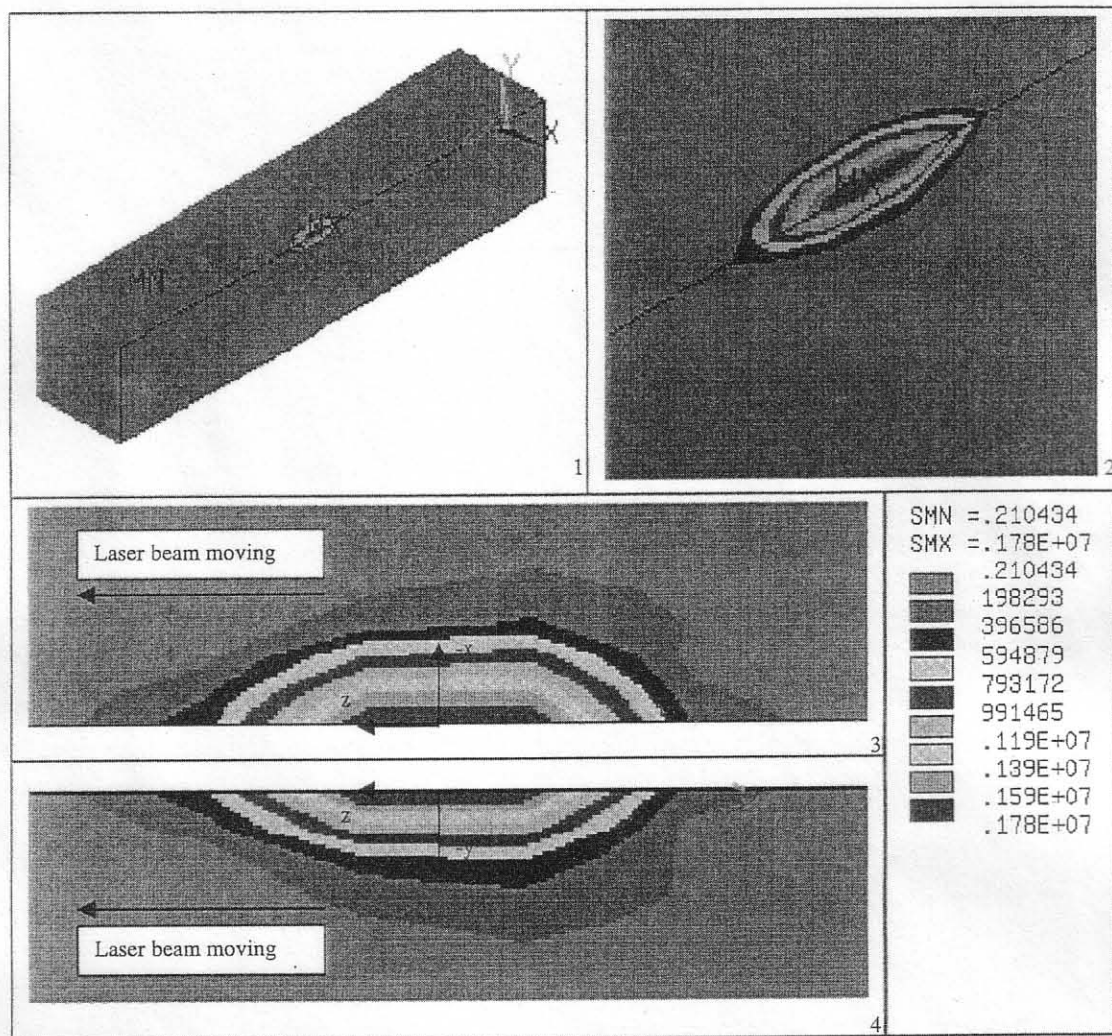 Y
X
MX
MN
1
MX
2
Laser beam moving
-x
z
3
z
-y
Laser beam moving
4
SMN =.210434
SMX =.178E+07
.210434
198293
396586
594879
793172
991465
.119E+07
.139E+07
.159E+07
.178E+07